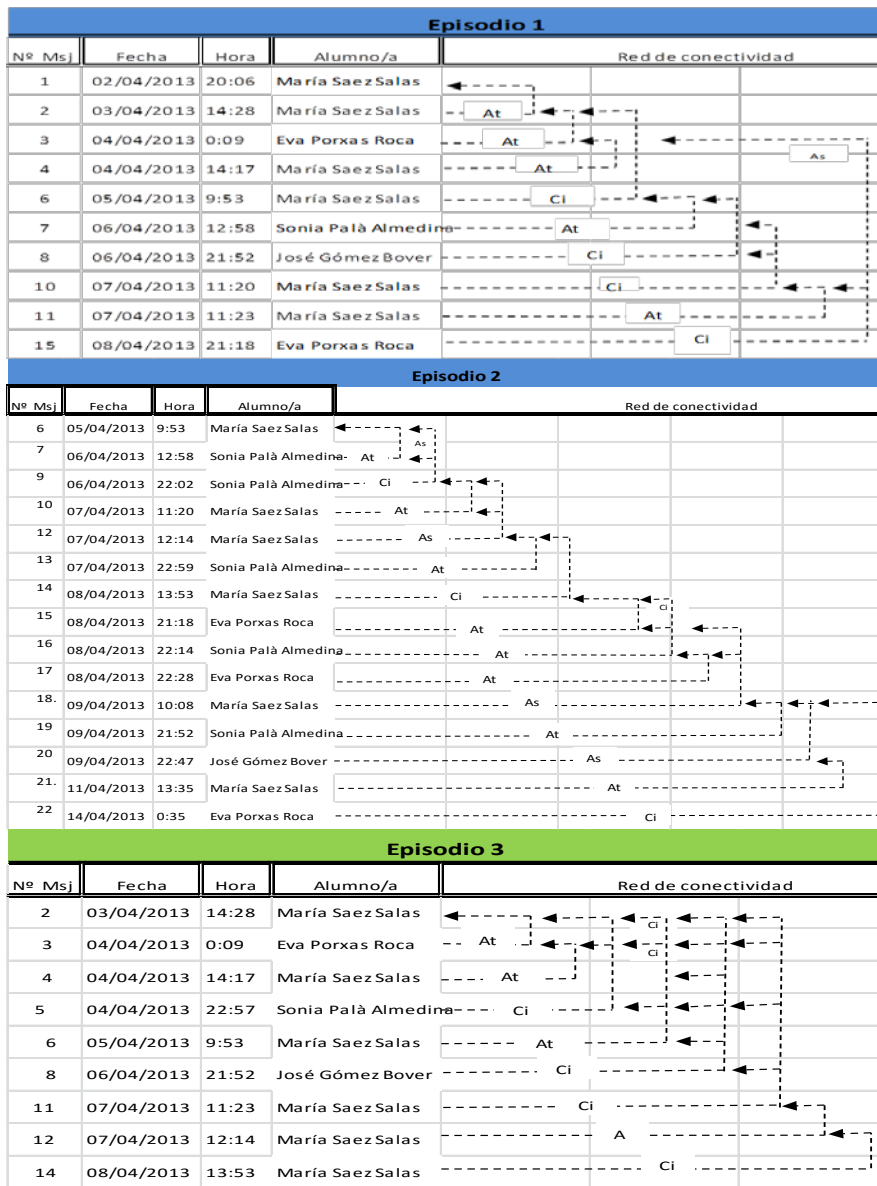 Episodio 1
Nº Msj Fecha Hora Alumno/a Red de conectividad
1 02/04/2013 20:06 María Saez Salas
2 03/04/2013 14:28 María Saez Salas At
3 04/04/2013 0:09 Eva Porxas Roca At As
4 04/04/2013 14:17 María Saez Salas At
6 05/04/2013 9:53 María Saez Salas Ci
7 06/04/2013 12:58 Sonia Palà Almedina At
8 06/04/2013 21:52 José Gómez Bover Ci
10 07/04/2013 11:20 María Saez Salas Ci
11 07/04/2013 11:23 María Saez Salas At
15 08/04/2013 21:18 Eva Porxas Roca Ci
Episodio 2
Nº Msj Fecha Hora Alumno/a Red de conectividad
6 05/04/2013 9:53 María Saez Salas As
7 06/04/2013 12:58 Sonia Palà Almedina At
9 06/04/2013 22:02 Sonia Palà Almedina Ci
10 07/04/2013 11:20 María Saez Salas At
12 07/04/2013 12:14 María Saez Salas As
13 07/04/2013 22:59 Sonia Palà Almedina At
14 08/04/2013 13:53 María Saez Salas Ci Ci
15 08/04/2013 21:18 Eva Porxas Roca At
16 08/04/2013 22:14 Sonia Palà Almedina At
17 08/04/2013 22:28 Eva Porxas Roca At
18. 09/04/2013 10:08 María Saez Salas As
19 09/04/2013 21:52 Sonia Palà Almedina At
20 09/04/2013 22:47 José Gómez Bover As
21. 11/04/2013 13:35 María Saez Salas At
22 14/04/2013 0:35 Eva Porxas Roca Ci
Episodio 3
Nº Msj Fecha Hora Alumno/a Red de conectividad
2 03/04/2013 14:28 María Saez Salas Ci
3 04/04/2013 0:09 Eva Porxas Roca At Ci
4 04/04/2013 14:17 María Saez Salas At
5 04/04/2013 22:57 Sonia Palà Almedina Ci
6 05/04/2013 9:53 María Saez Salas At
8 06/04/2013 21:52 José Gómez Bover Ci
11 07/04/2013 11:23 María Saez Salas Ci
12 07/04/2013 12:14 María Saez Salas A
14 08/04/2013 13:53 María Saez Salas Ci